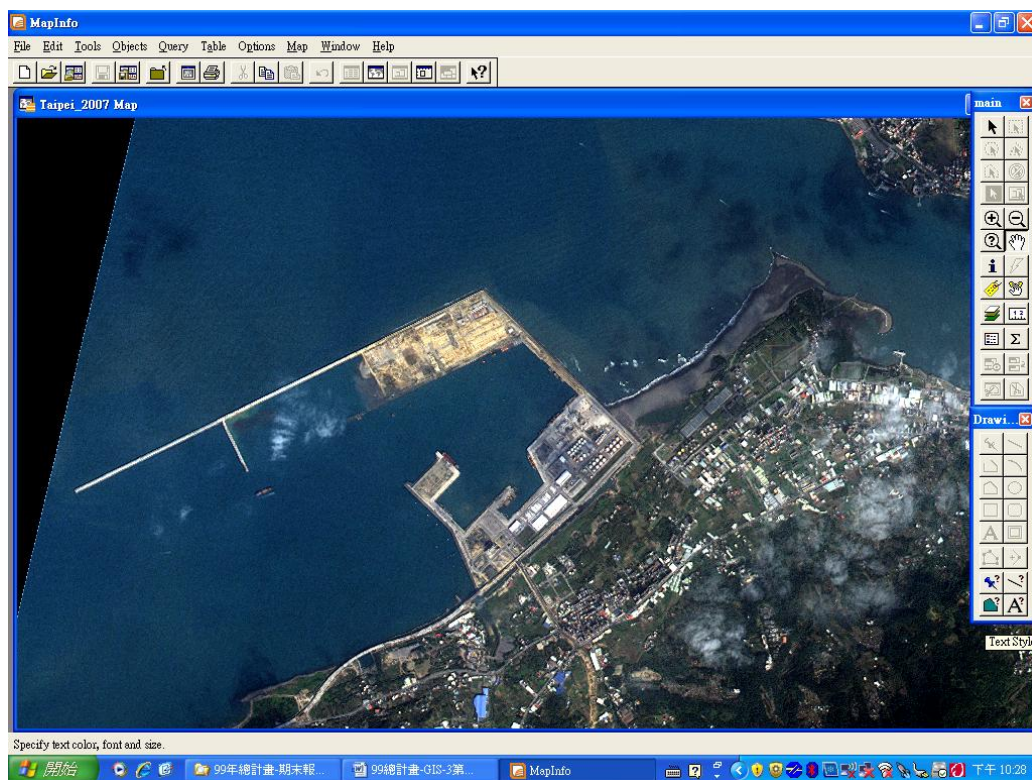 MapInfo
File Edit Tools Objects Query Table Options Map Window Help
Taipei_2007 Map
main
Drawi...
Text Styl
Specify text color, font and size.
開始
99年總計畫-期末報...
99總計畫-GIS-3第...
MapInfo
下午 10:28